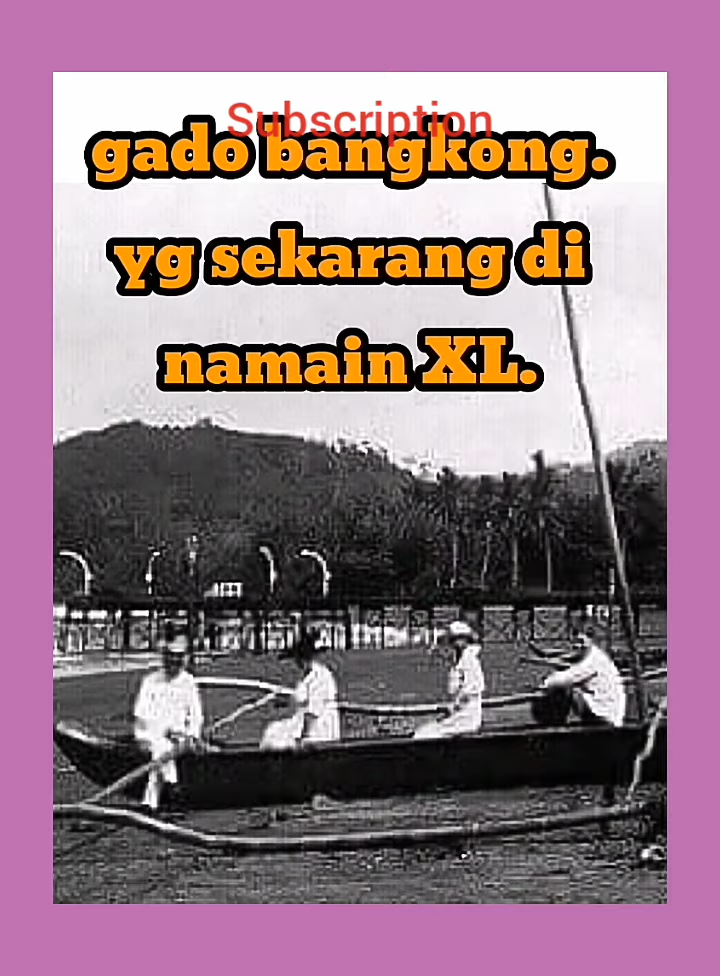 Subscription
gado bangkong.
yg sekarang di
namain XL.